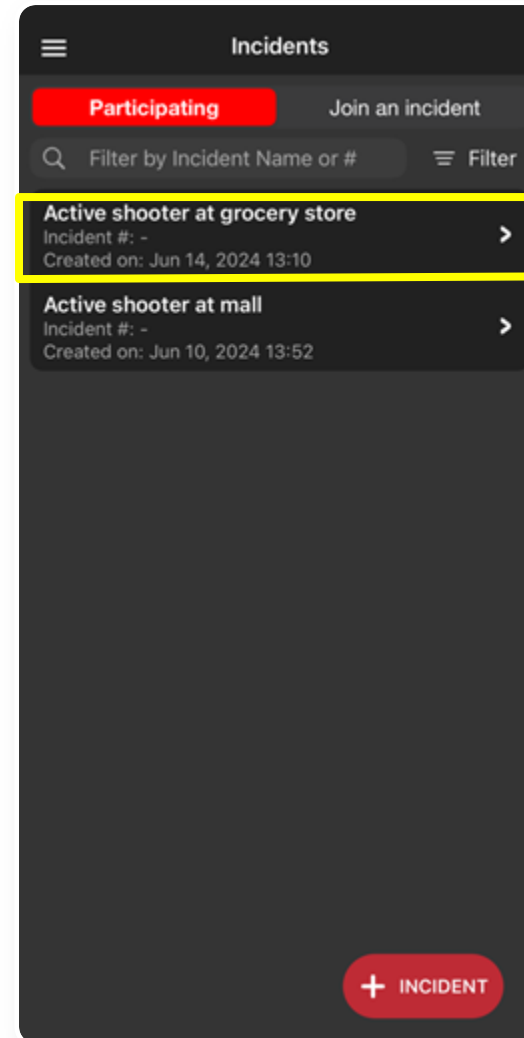 Incidents
Participating
Join an incident
Filter by Incident Name or #
Filter
Active shooter at grocery store
Incident #: -
Created on: Jun 14, 2024 13:10
Active shooter at mall
Incident #: -
Created on: Jun 10, 2024 13:52
+ INCIDENT